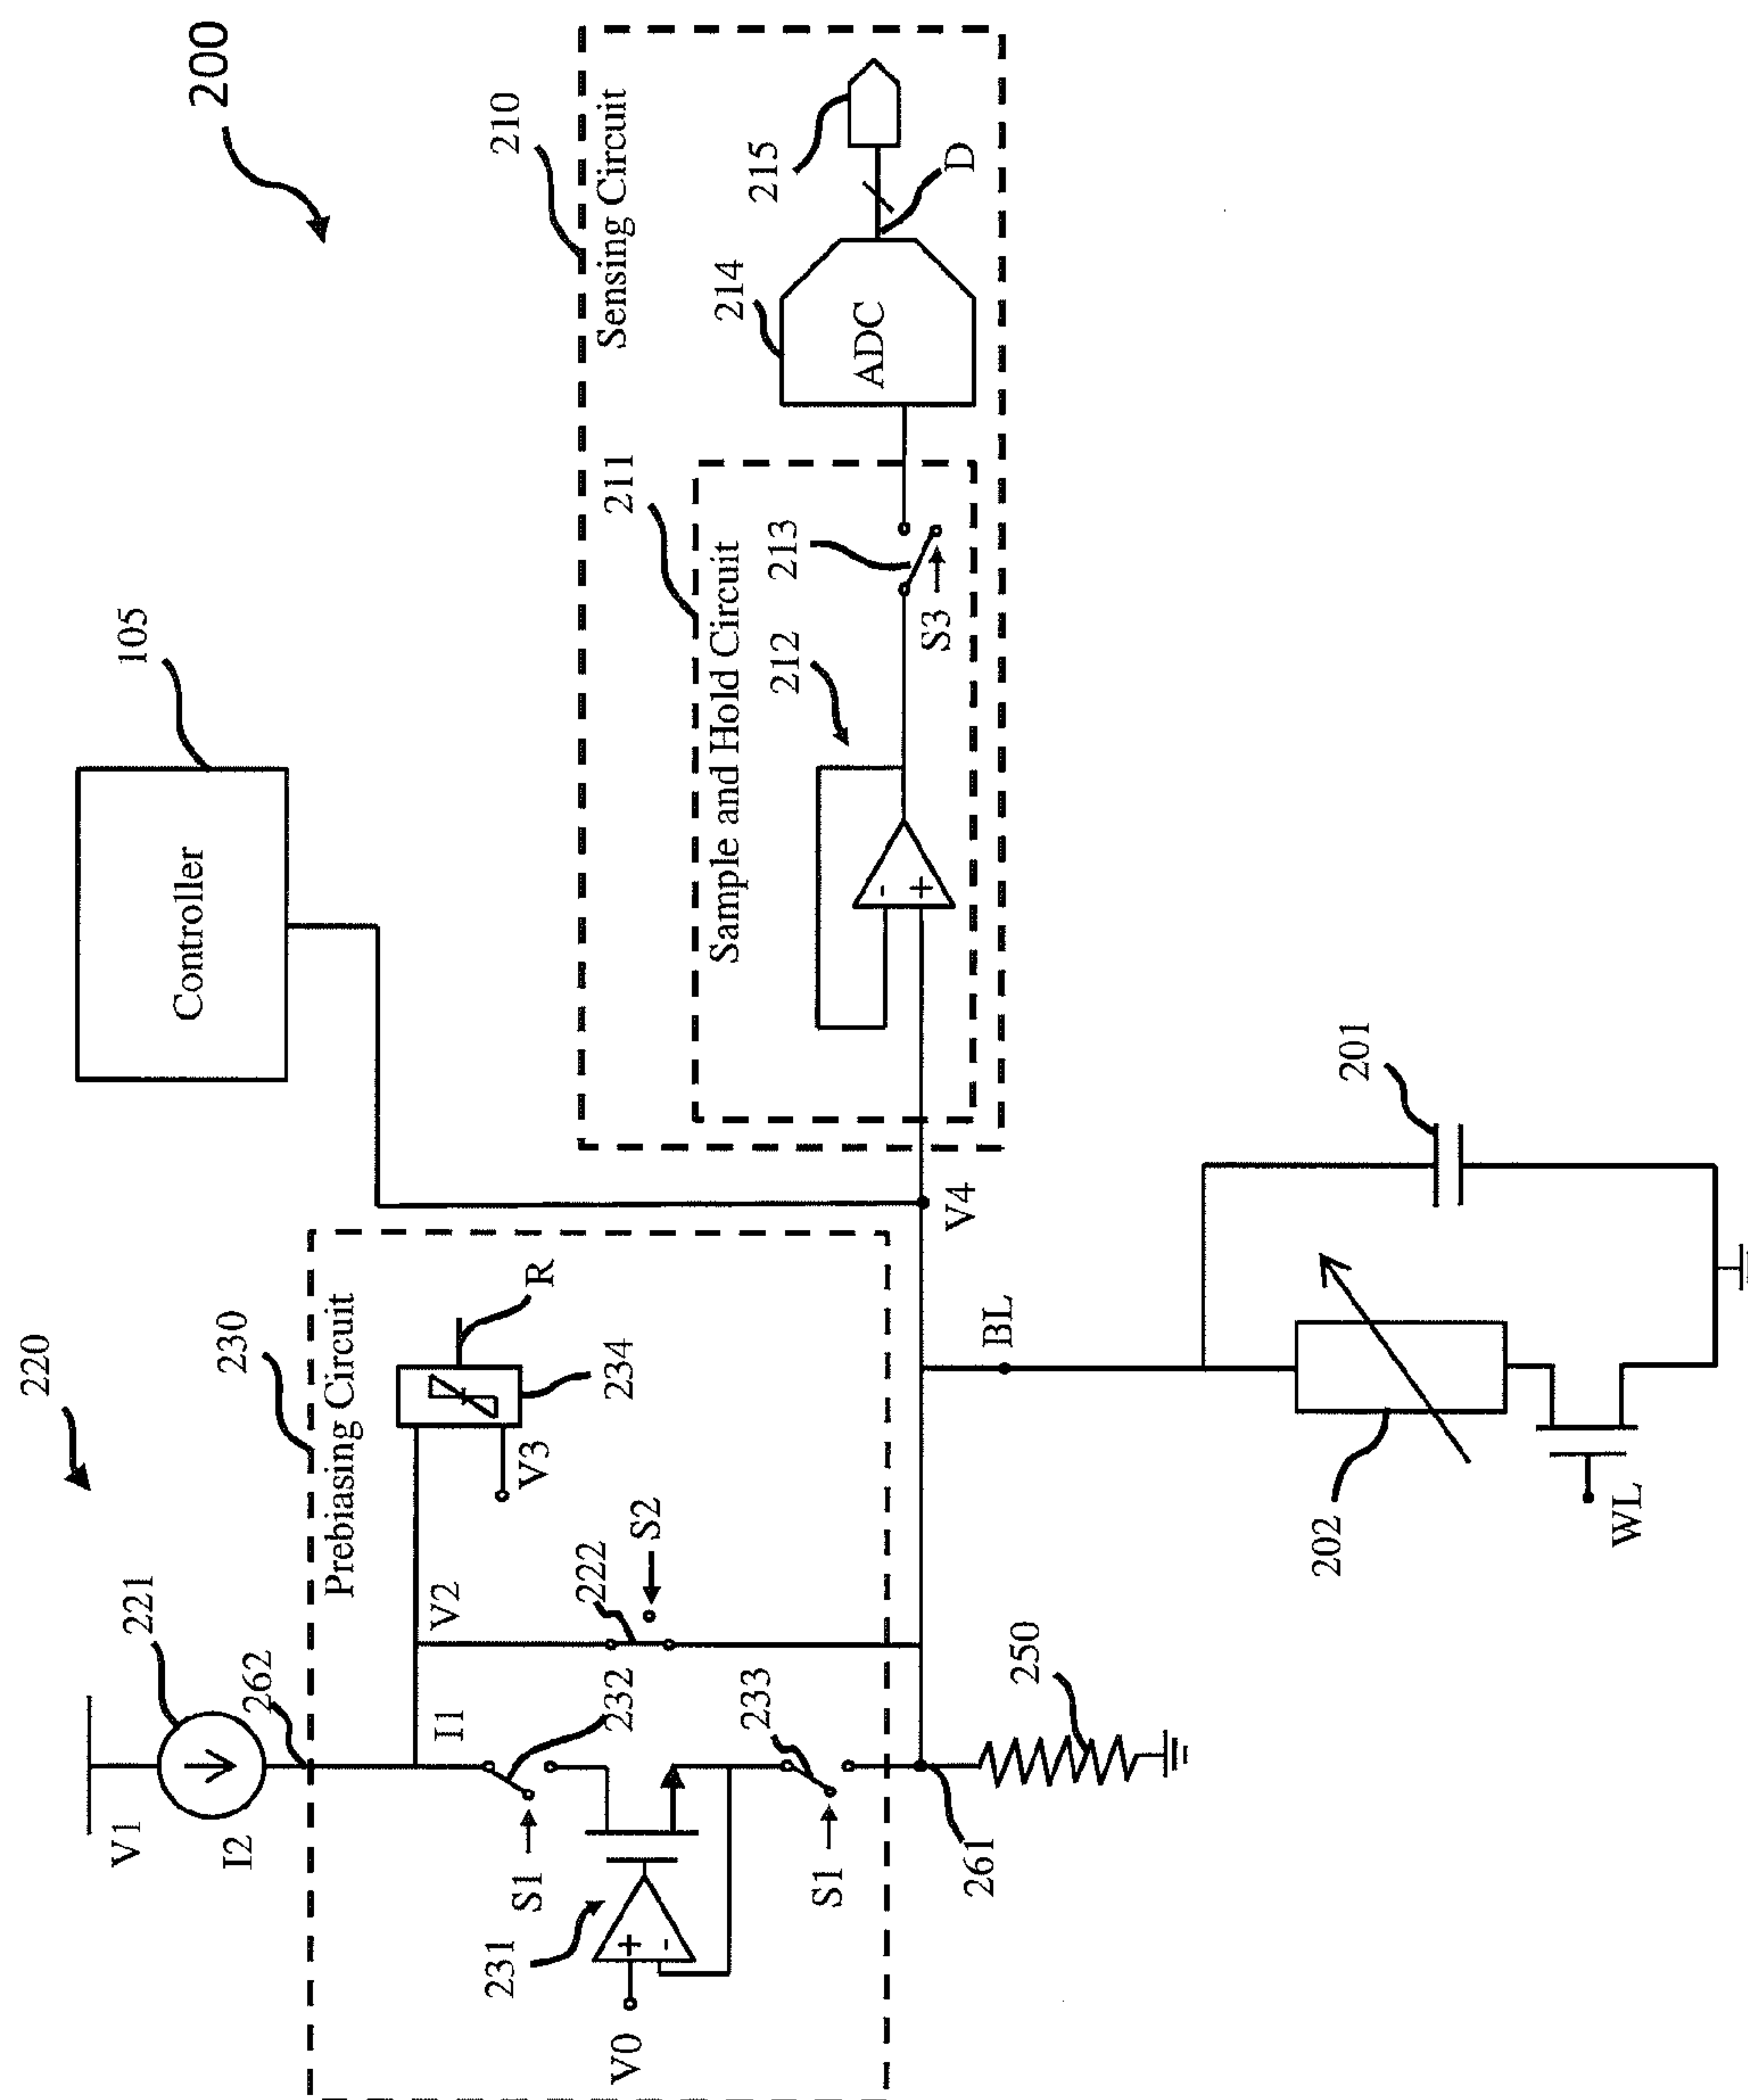 200
220
V1
221
I2
262
230
Prebiasing Circuit
I1
V2
S1
232
222
S2
V3
R
234
231
V0
+
-
S1
233
261
250
Controller
105
210
Sensing Circuit
211
Sample and Hold Circuit
212
-
+
213
S3
214
ADC
215
D
V4
BL
201
202
WL